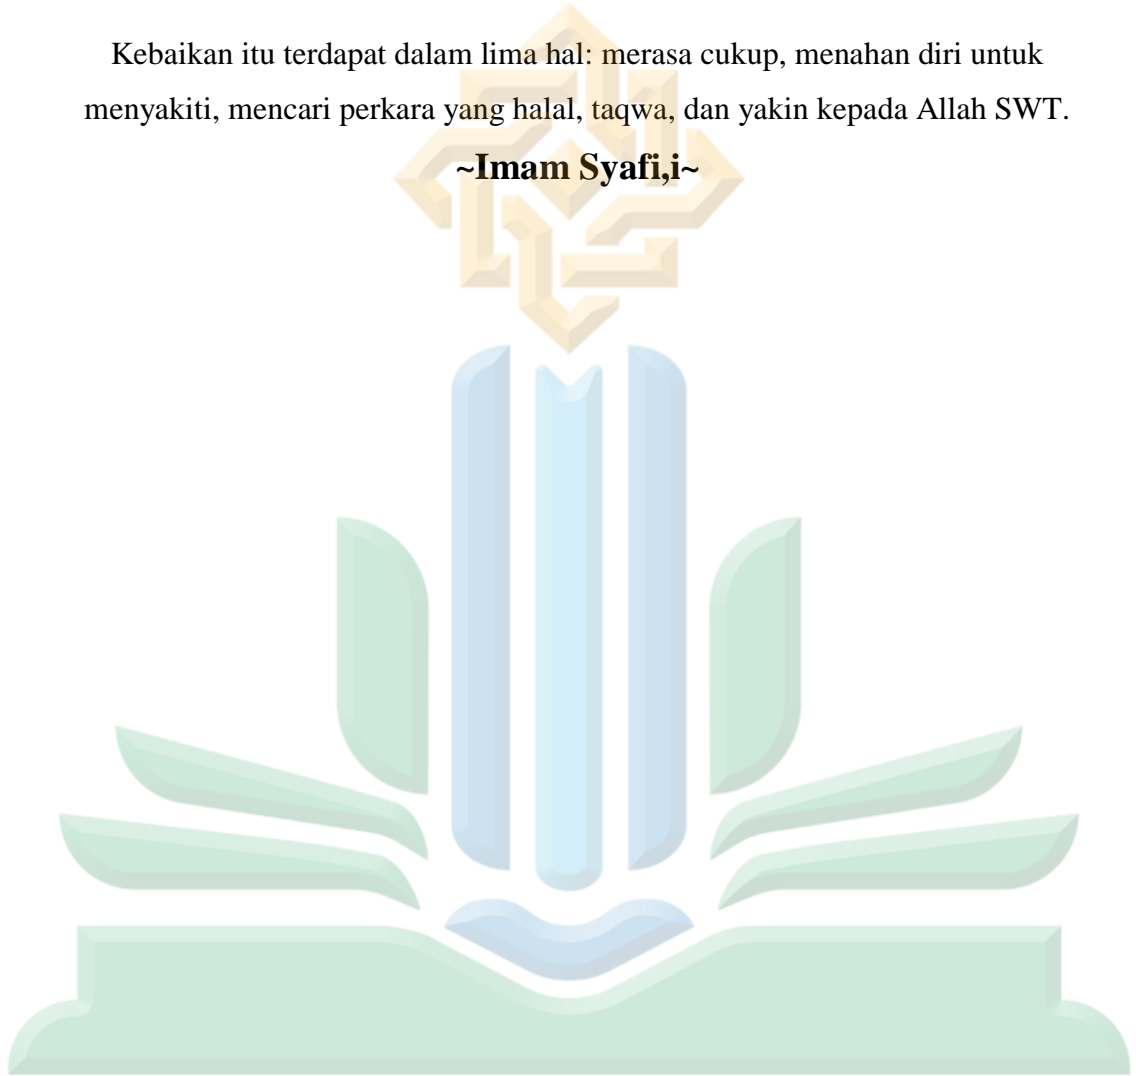 Kebaikan itu terdapat dalam lima hal: merasa cukup, menahan diri untuk
menyakiti, mencari perkara yang halal, taqwa, dan yakin kepada Allah SWT.
~Imam Syafi,i~